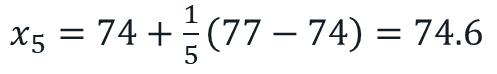 x₅ = 74 + 1/5 (77 − 74) = 74.6